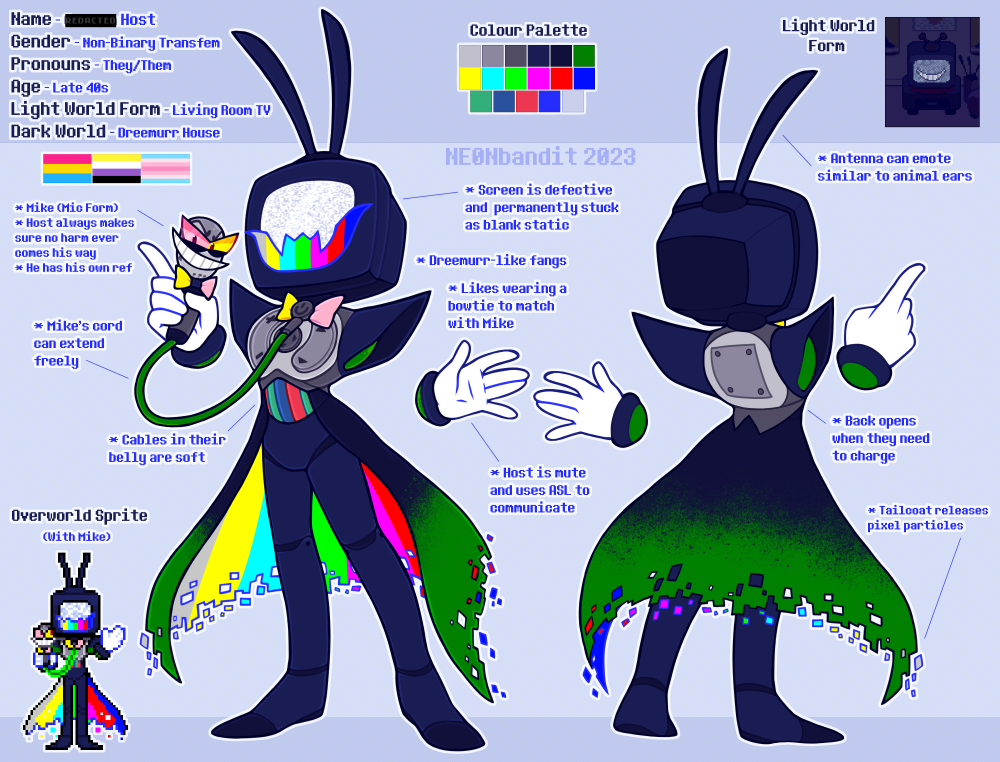 Name - REDACTED Host
Gender - Non-Binary Transfem
Pronouns - They/Them
Age - Late 40s
Light World Form - Living Room TV
Dark World - Dreemurr House
* Mike (Mic Form)
* Host always makes
sure no harm ever
comes his way
* He has his own ref
* Mike's cord
can extend
freely
* Cables in their
belly are soft
Overworld Sprite
(With Mike)
Colour Palette
NE0Nbandit 2023
* Screen is defective
and permanently stuck
as blank static
* Dreemurr-like fangs
* Likes wearing a
bowtie to match
with Mike
* Host is mute
and uses ASL to
communicate
Light World
Form
* Antenna can emote
similar to animal ears
* Back opens
when they need
to charge
* Tailcoat releases
pixel particles